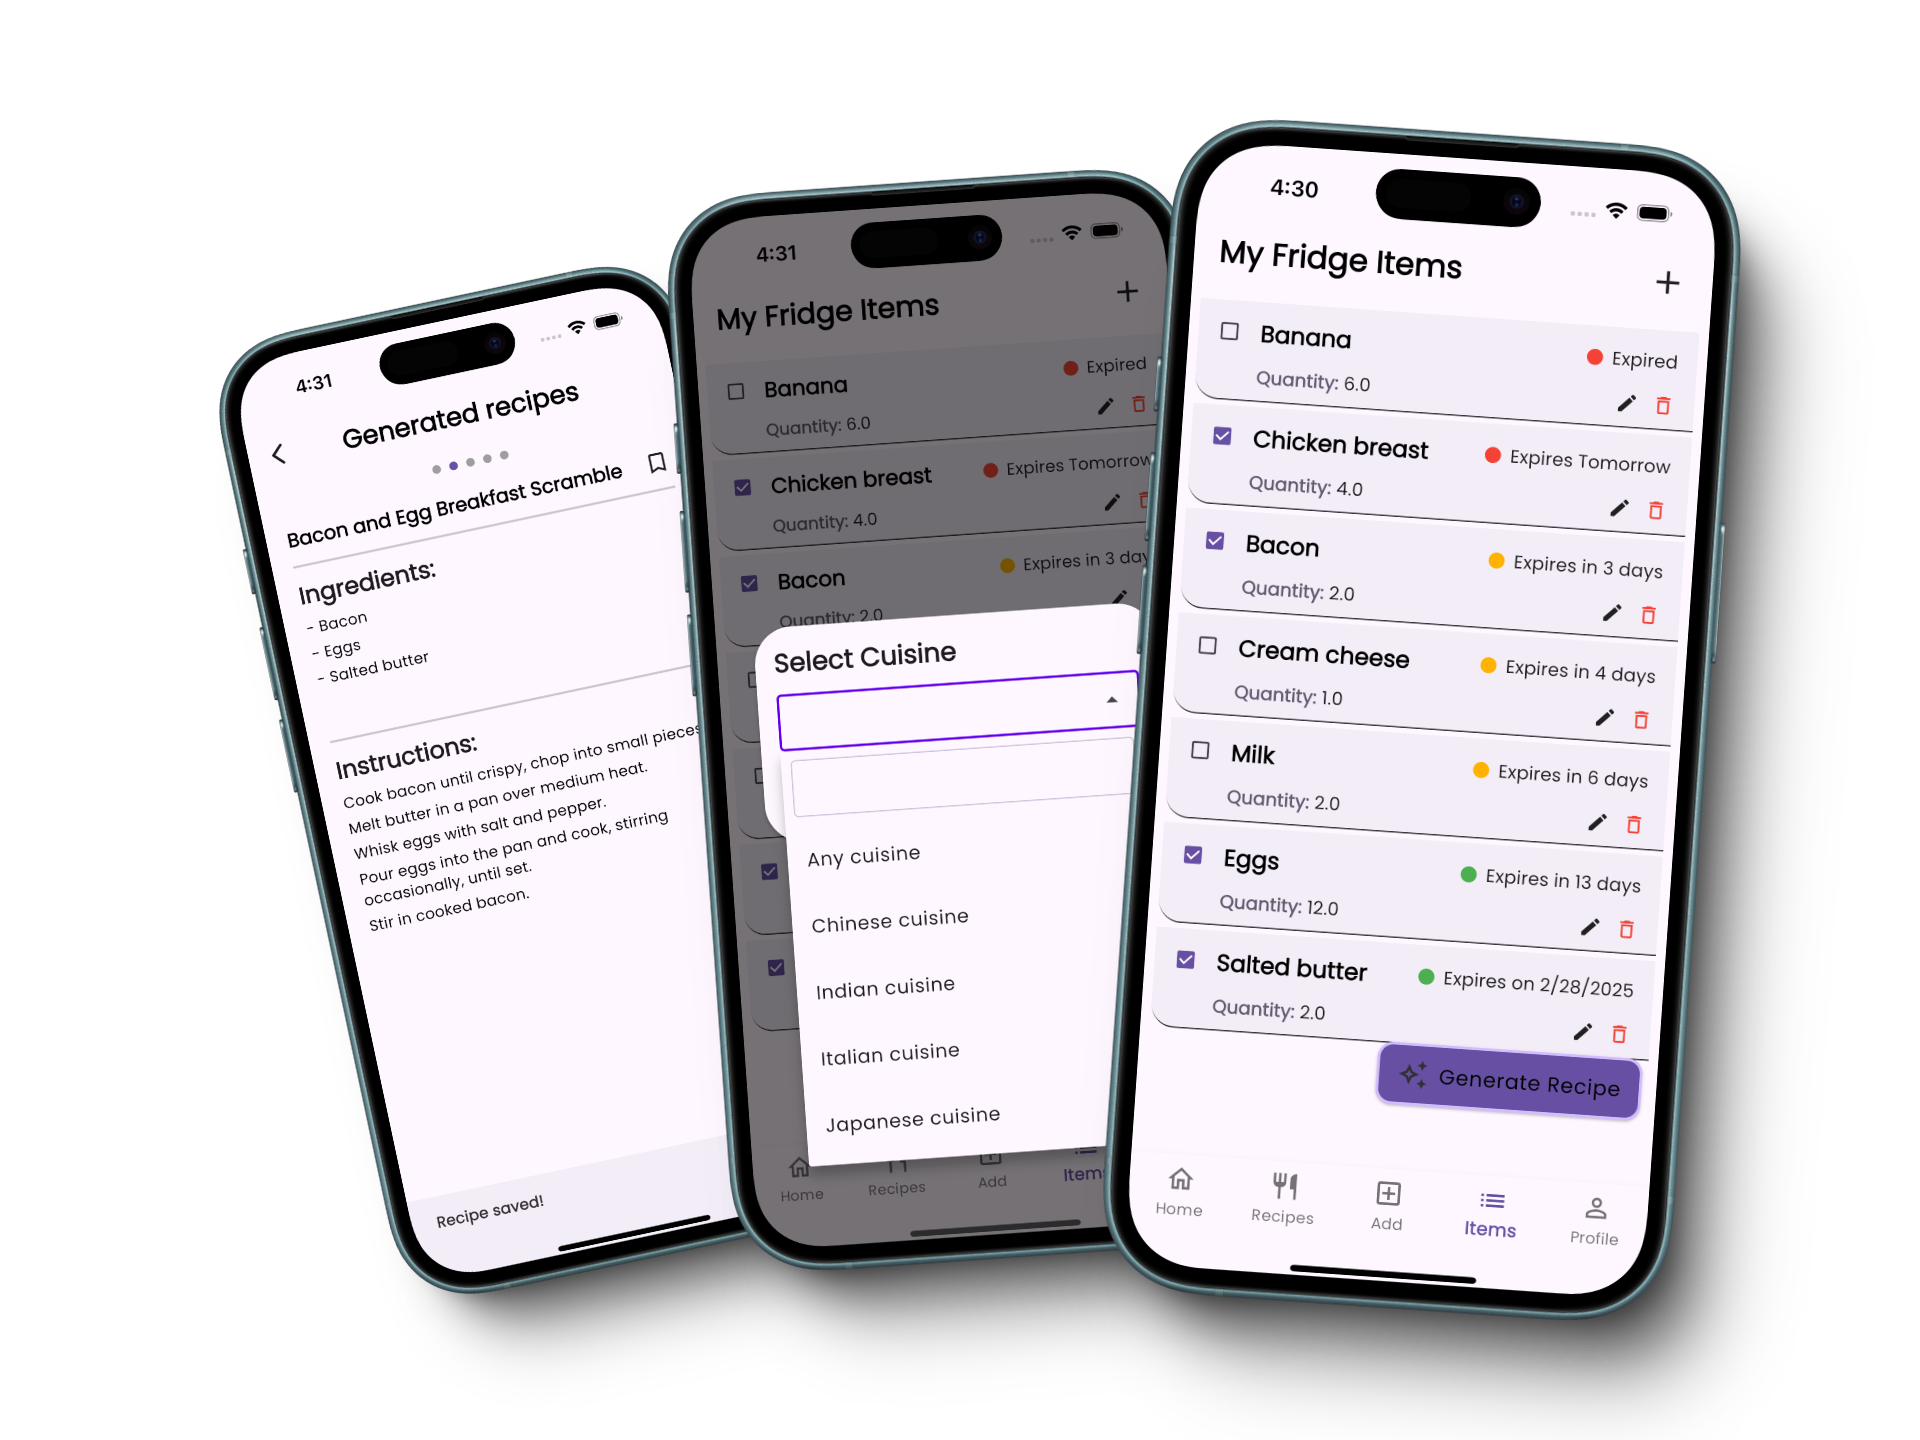 4:31
Generated recipes
Bacon and Egg Breakfast Scramble
Ingredients:
- Bacon
- Eggs
- Salted butter
Instructions:
Cook bacon until crispy, chop into small pieces
Melt butter in a pan over medium heat.
Whisk eggs with salt and pepper.
Pour eggs into the pan and cook, stirring
occasionally, until set.
Stir in cooked bacon.
Recipe saved!
4:31
My Fridge Items
Banana
Expired
Quantity: 6.0
Chicken breast
Expires Tomorrow
Quantity: 4.0
Bacon
Expires in 3 day
Quantity: 2.0
Select Cuisine
Any cuisine
Chinese cuisine
Indian cuisine
Italian cuisine
Japanese cuisine
Home
Recipes
Add
Items
4:30
My Fridge Items
Banana
Expired
Quantity: 6.0
Chicken breast
Expires Tomorrow
Quantity: 4.0
Bacon
Expires in 3 days
Quantity: 2.0
Cream cheese
Expires in 4 days
Quantity: 1.0
Milk
Expires in 6 days
Quantity: 2.0
Eggs
Expires in 13 days
Quantity: 12.0
Salted butter
Expires on 2/28/2025
Quantity: 2.0
Generate Recipe
Home
Recipes
Add
Items
Profile